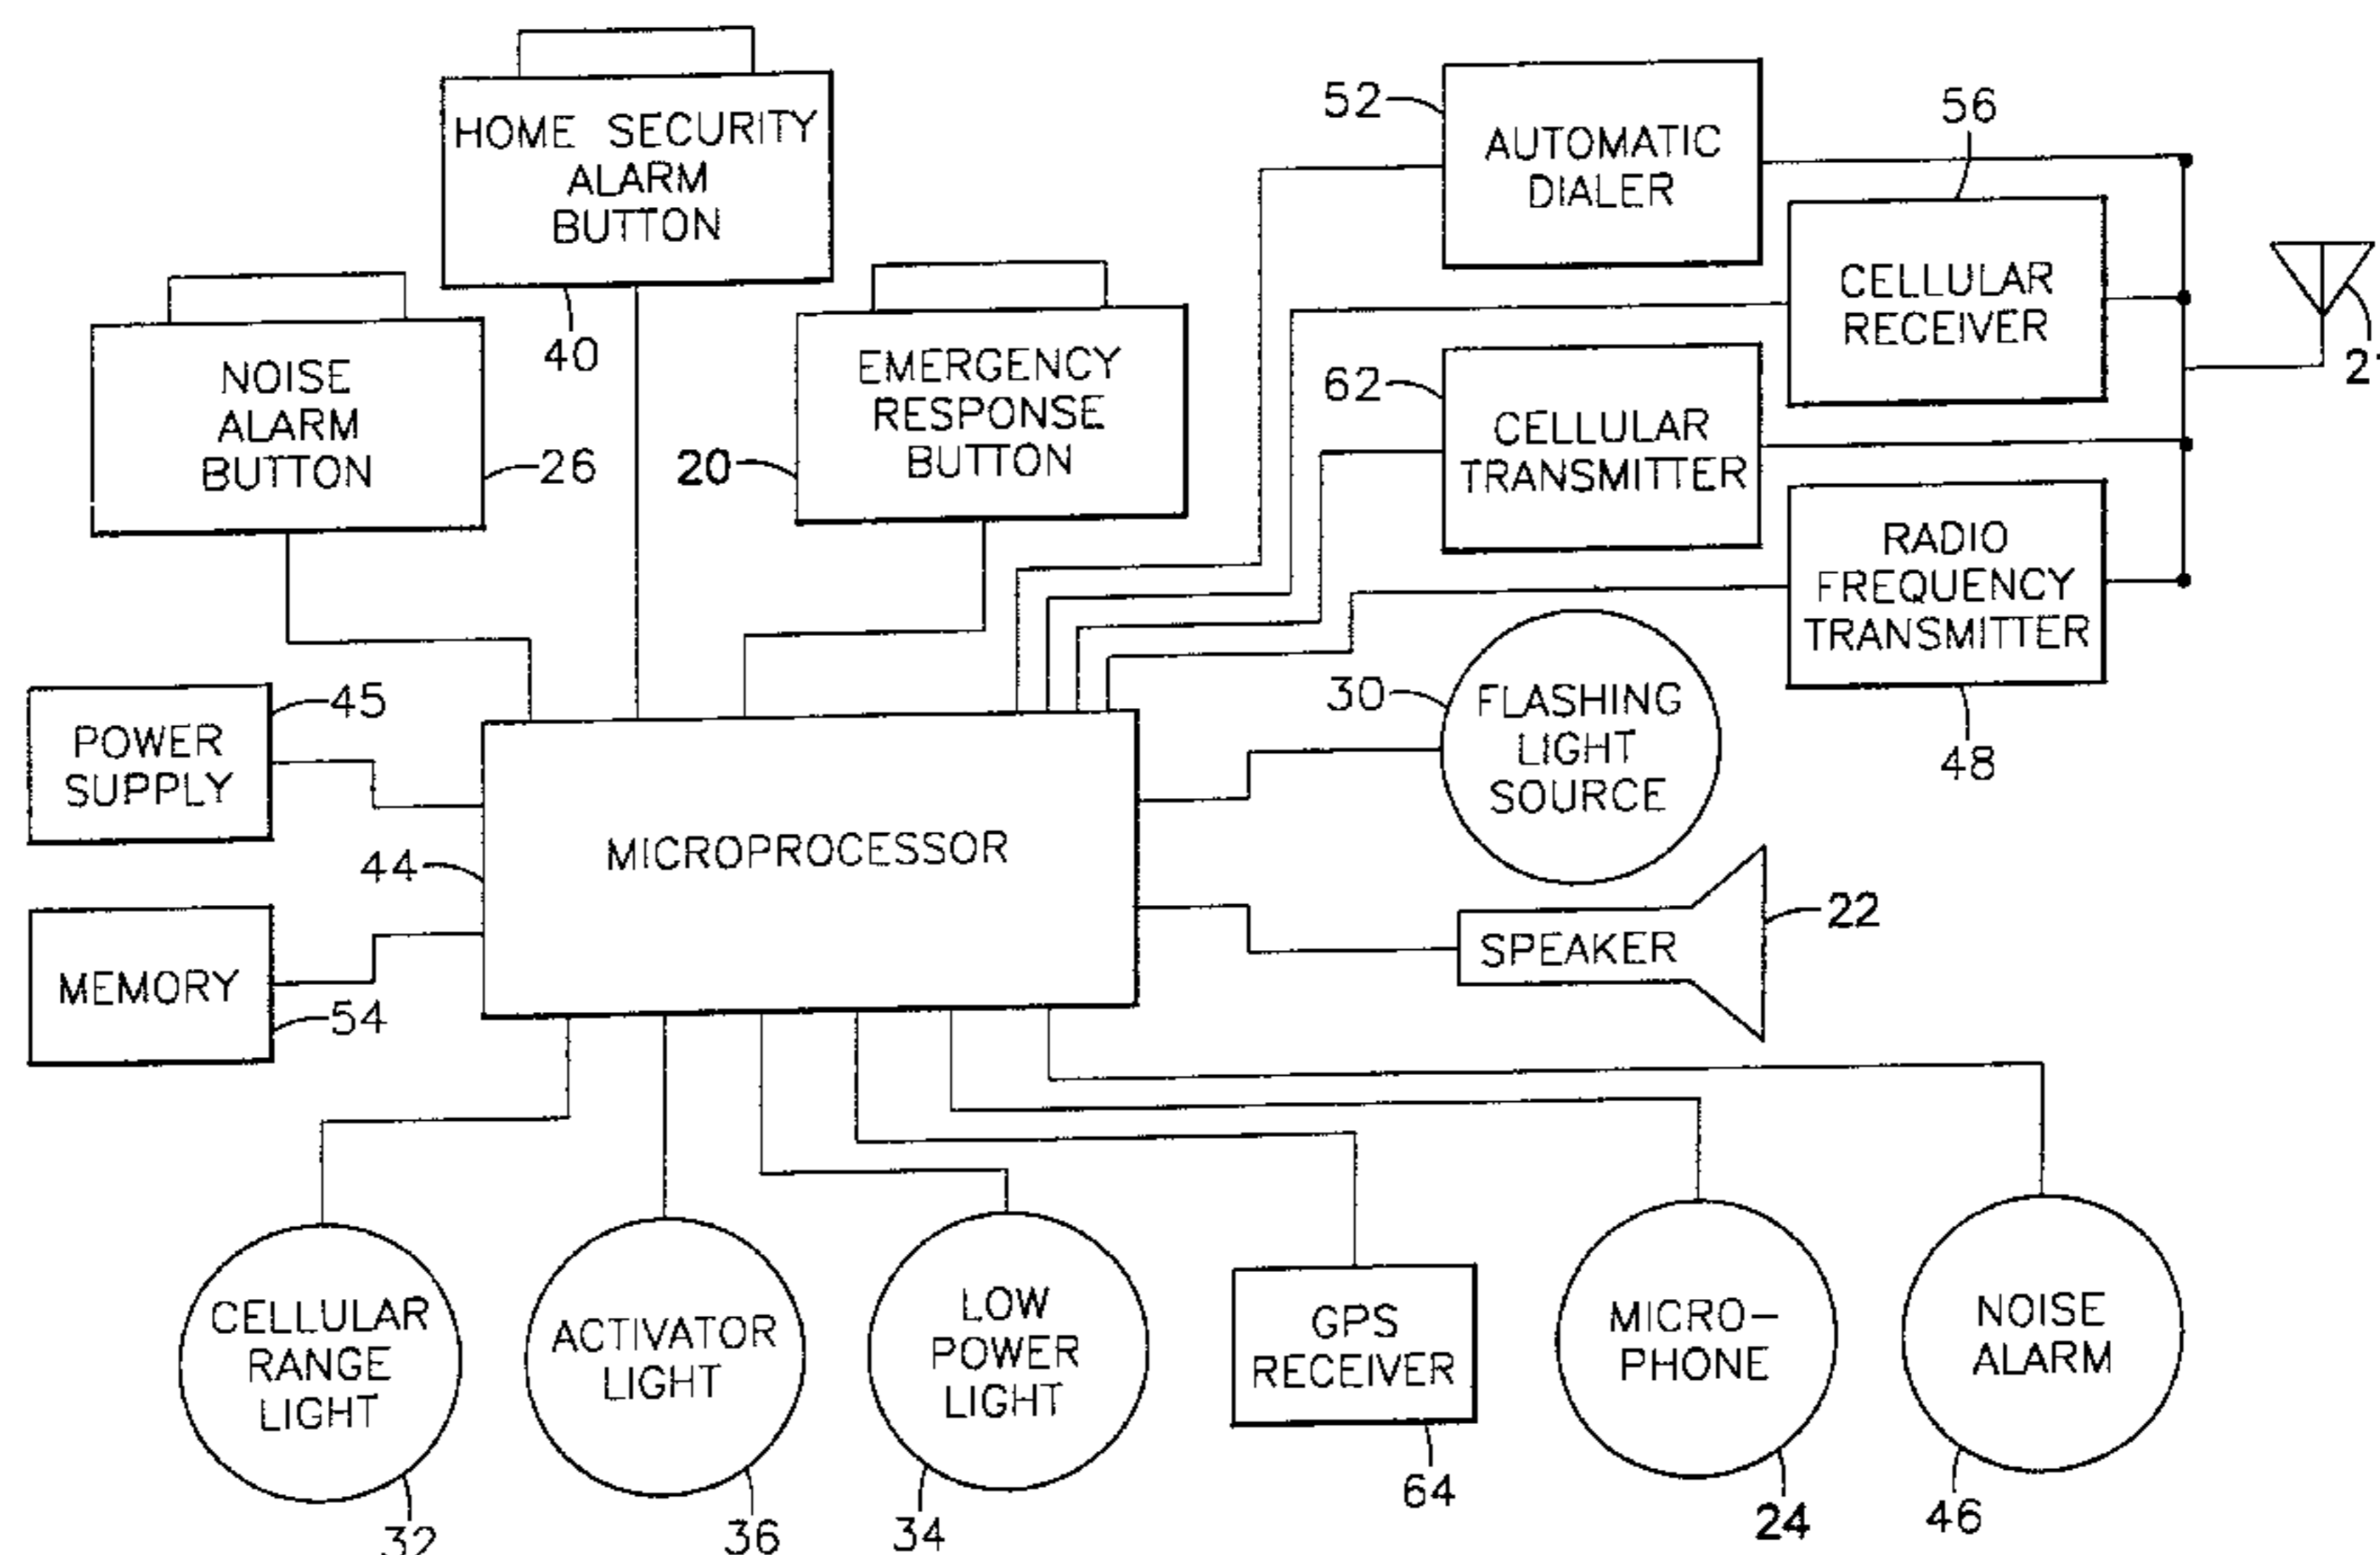 HOME SECURITY
ALARM
BUTTON
40
NOISE
ALARM
BUTTON
26
EMERGENCY
RESPONSE
BUTTON
20
AUTOMATIC
DIALER
52
CELLULAR
RECEIVER
56
CELLULAR
TRANSMITTER
62
RADIO
FREQUENCY
TRANSMITTER
48
POWER
SUPPLY
45
MICROPROCESSOR
44
FLASHING
LIGHT
SOURCE
30
SPEAKER
22
MEMORY
54
CELLULAR
RANGE
LIGHT
32
ACTIVATOR
LIGHT
36
LOW
POWER
LIGHT
34
GPS
RECEIVER
64
MICRO-
PHONE
24
NOISE
ALARM
46